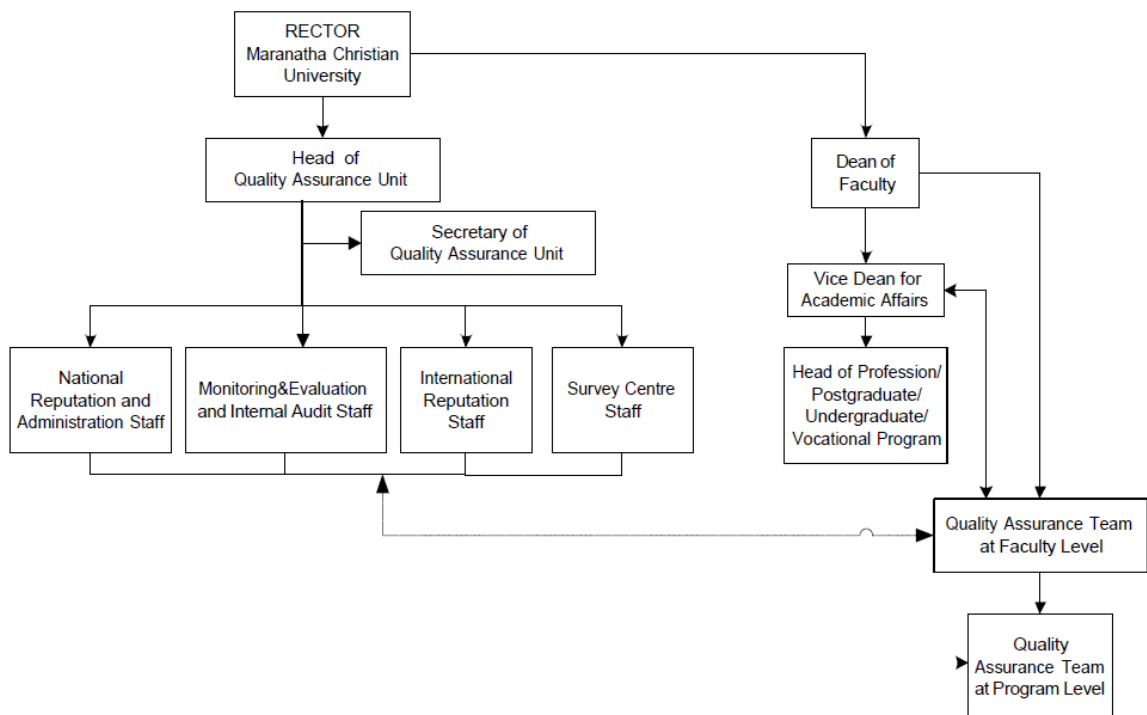 RECTOR
Maranatha Christian
University
Head of
Quality Assurance Unit
Dean of
Faculty
Secretary of
Quality Assurance Unit
Vice Dean for
Academic Affairs
National
Reputation and
Administration Staff
Monitoring&Evaluation
and Internal Audit Staff
International
Reputation
Staff
Survey Centre
Staff
Head of Profession/
Postgraduate/
Undergraduate/
Vocational Program
Quality Assurance Team
at Faculty Level
Quality
Assurance Team
at Program Level